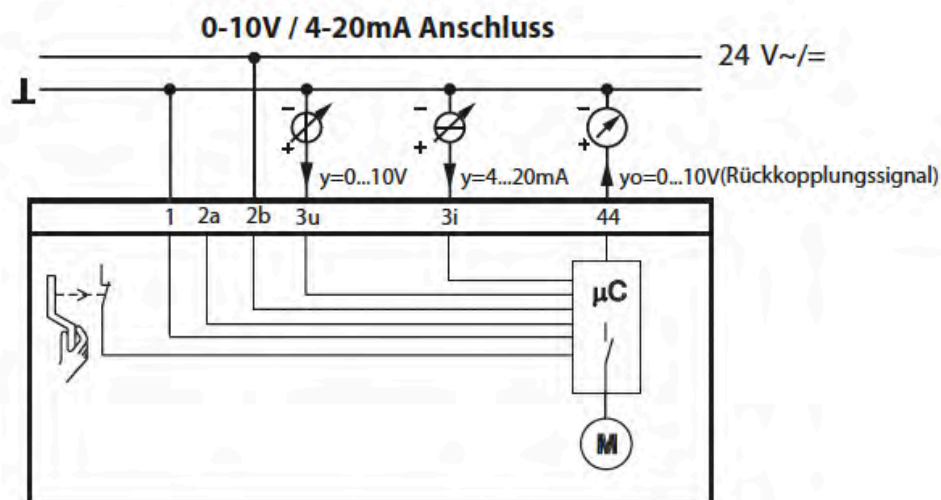 0-10V / 4-20mA Anschluss
24 V~/=
⊥
- - -
+ + +
y=0...10V y=4...20mA yo=0...10V(Rückkopplungssignal)
1 2a 2b 3u 3i 44
µC
M